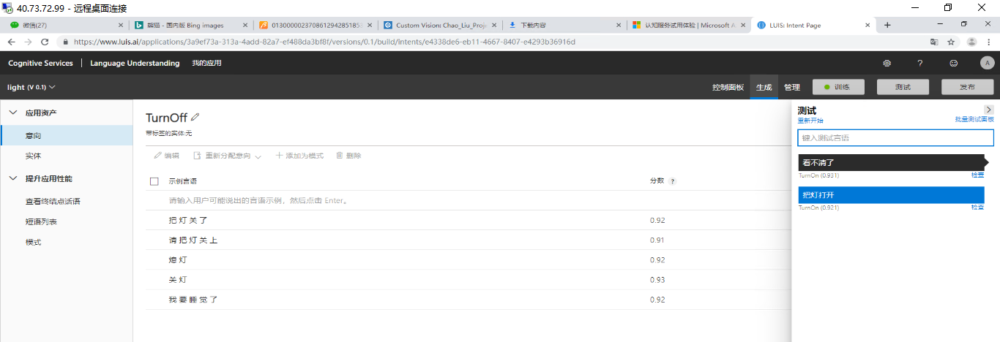 40.73.72.99 - 远程桌面连接
微信(27)
熊猫 - 国内版 Bing images
Custom Vision: Chao_Liu_Proj
下载内容
认知服务试用体验 | Microsoft A
LUIS: Intent Page
https://www.luis.ai/applications/3a9ef73a-313a-4add-82a7-ef488da3bf8f/versions/0.1/build/intents/e4338de6-eb11-4667-8407-e4293b36916d
Cognitive Services
Language Understanding
我的应用
?
A
light (V 0.1)
控制面板
生成
管理
训练
测试
发布
应用资产
意向
实体
提升应用性能
查看终结点话语
短语列表
模式
TurnOff
带标签的实体:无
编辑
重新分配意向
添加为模式
删除
示例言语
分数 ?
请输入用户可能说出的言语示例，然后点击 Enter。
把 灯 关 了 0.92
请 把 灯 关 上 0.91
熄 灯 0.92
关 灯 0.93
我 要 睡 觉 了 0.92
测试
重新开始
批量测试面板
键入测试言语
看不清了
TurnOn (0.931) 检查
把灯打开
TurnOn (0.921) 检查